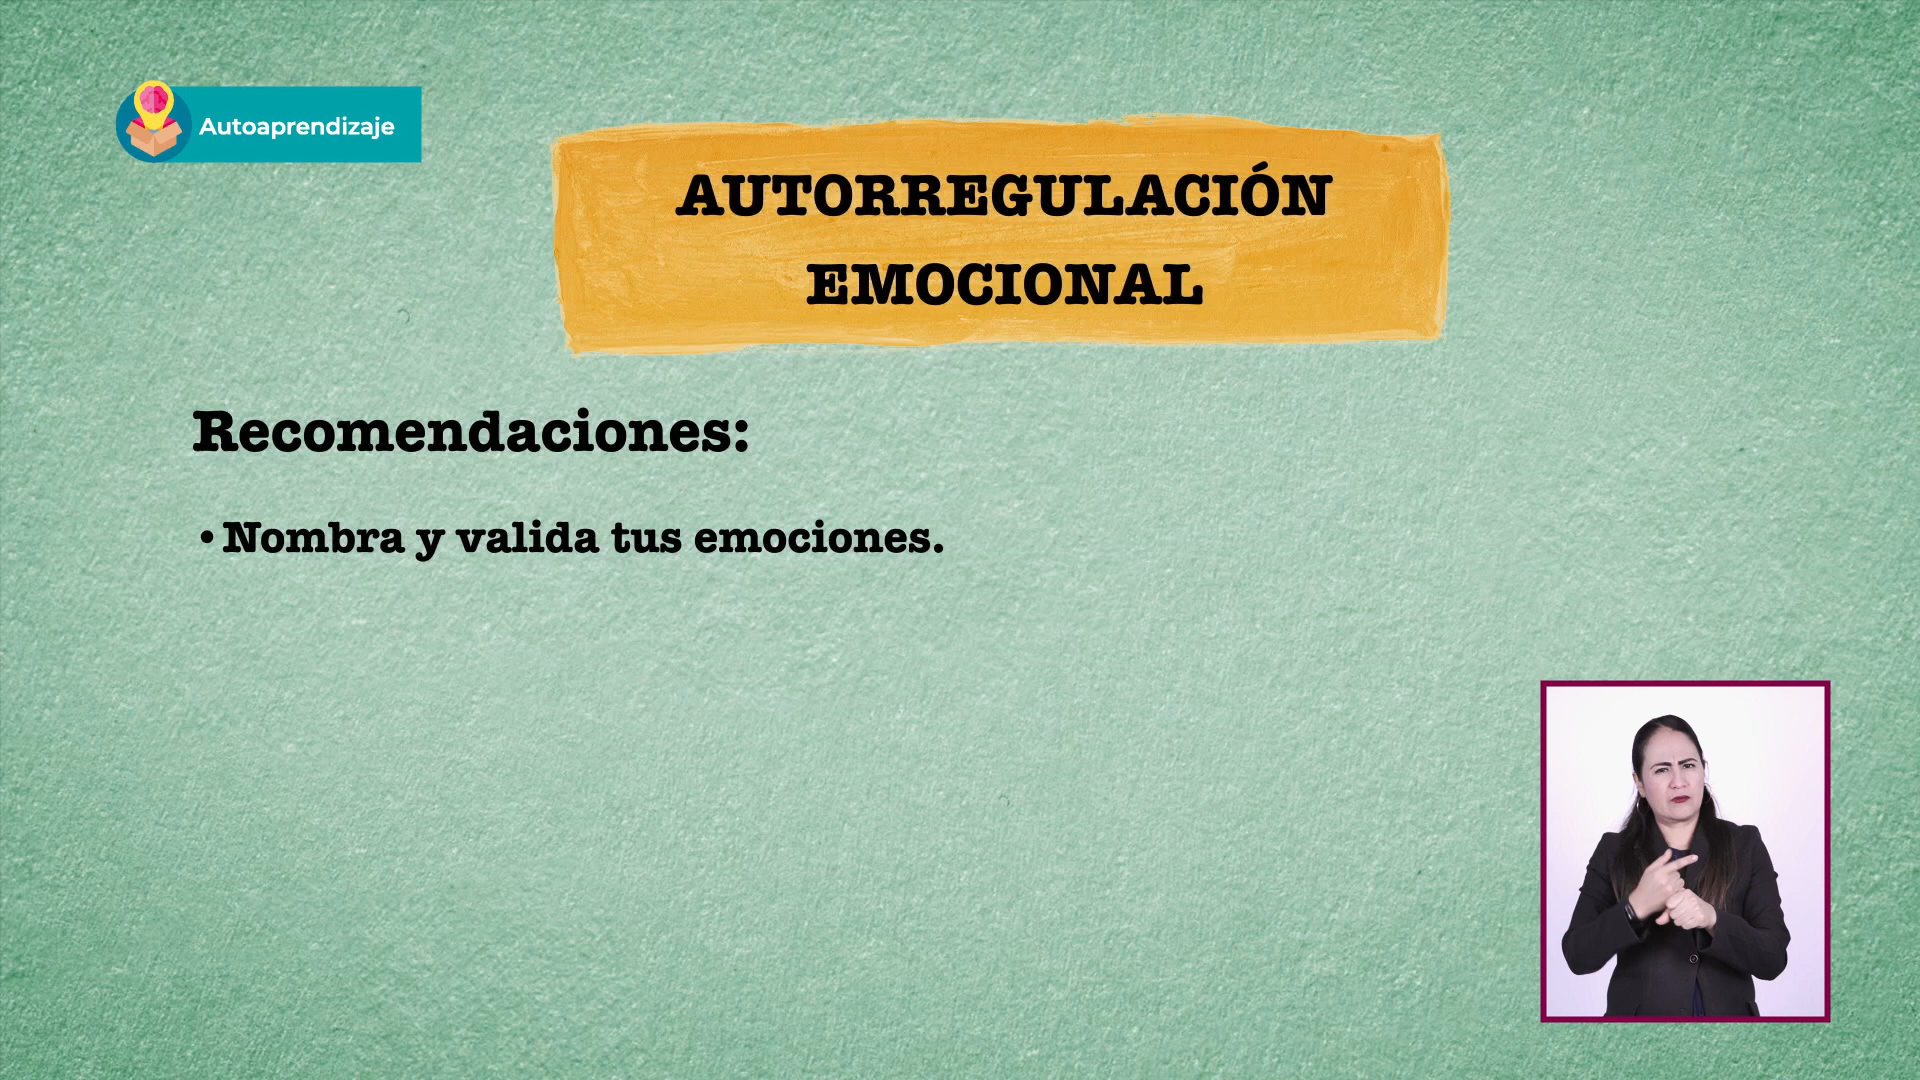 Autoaprendizaje
AUTORREGULACIÓN
EMOCIONAL
Recomendaciones:
• Nombra y valida tus emociones.